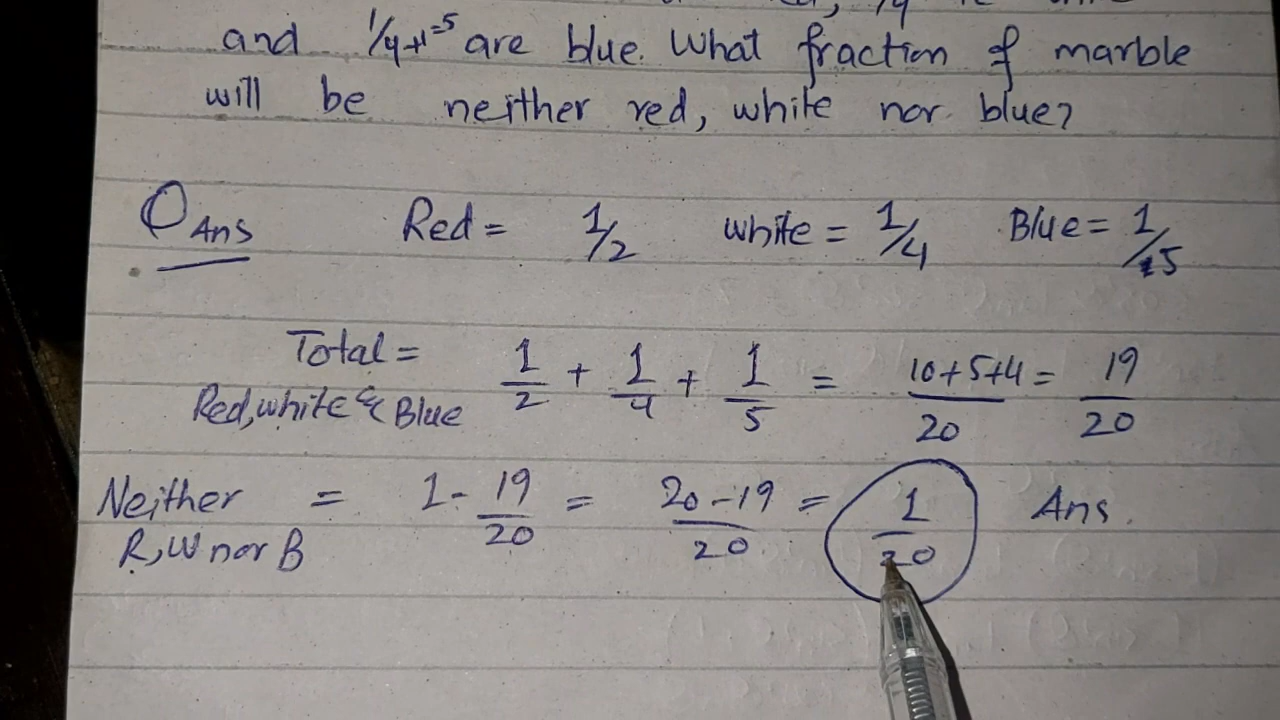 and 1/4+1=5 are blue. What fraction of marble
will be neither red, white nor blue?
Q Ans Red = 1/2 white = 1/4 Blue = 1/5
Total = 1/2 + 1/4 + 1/5 = 10+5+4/20 = 19/20
Red, white & Blue
Neither = 1 - 19/20 = 20-19/20 = 1/20 Ans.
R, W nor B